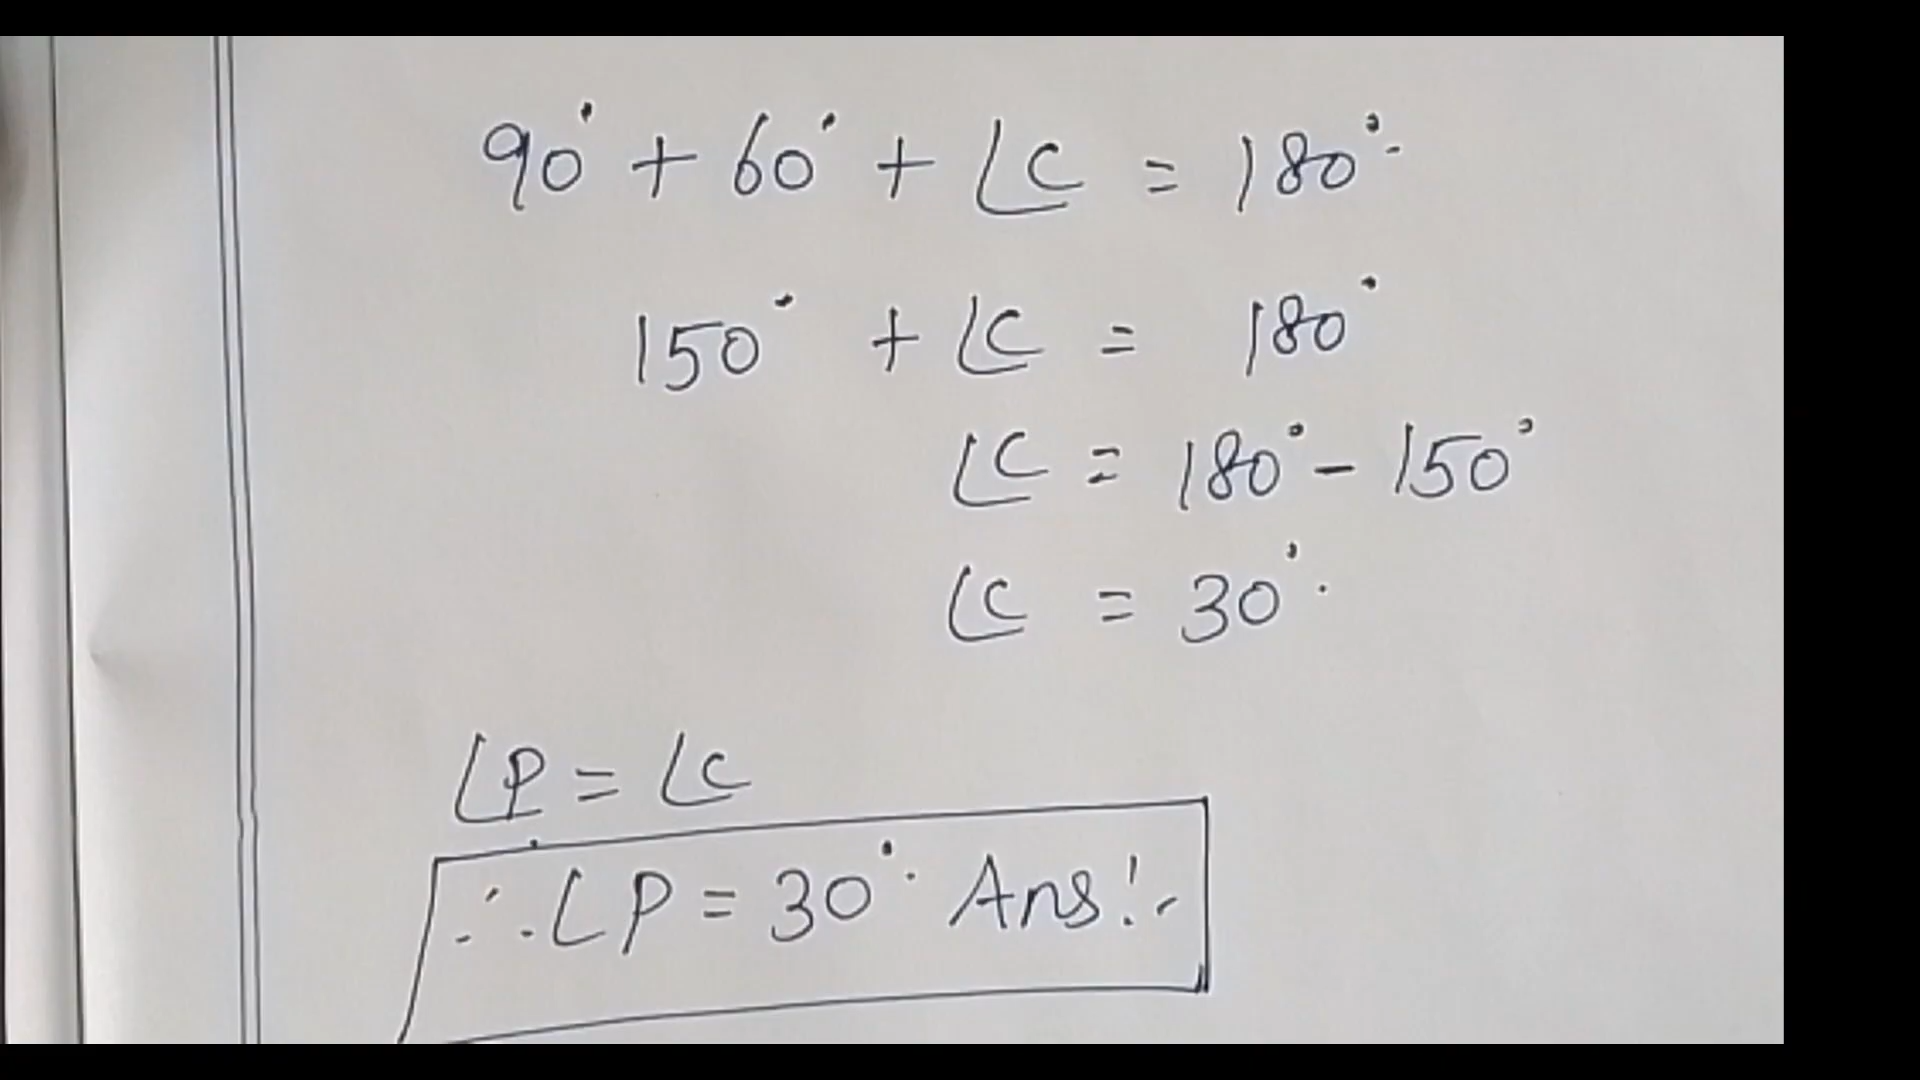 90° + 60° + ∠C = 180°.
150° + ∠C = 180°
∠C = 180° - 150°
∠C = 30°.
∠P = ∠C
∴ ∠P = 30°. Ans!-